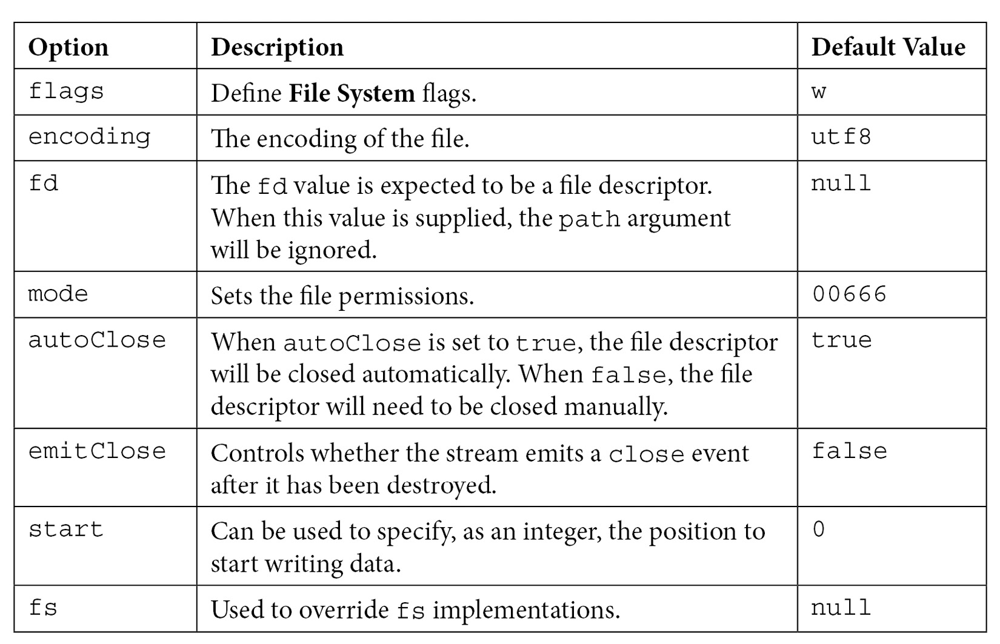 Option Description Default Value
flags Define File System flags. w
encoding The encoding of the file. utf8
fd The fd value is expected to be a file descriptor. null
When this value is supplied, the path argument
will be ignored.
mode Sets the file permissions. 00666
autoClose When autoClose is set to true, the file descriptor true
will be closed automatically. When false, the file
descriptor will need to be closed manually.
emitClose Controls whether the stream emits a close event false
after it has been destroyed.
start Can be used to specify, as an integer, the position to 0
start writing data.
fs Used to override fs implementations. null